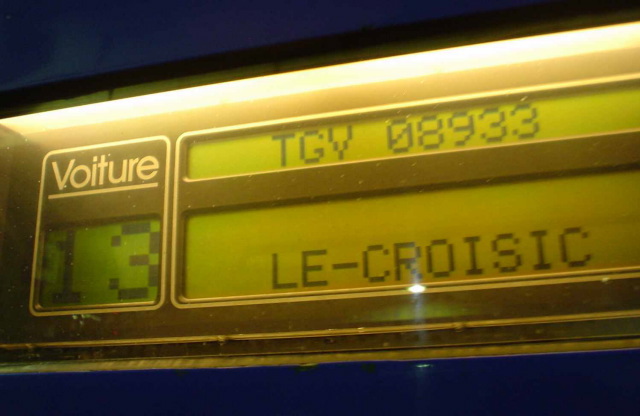 Voiture
13
TGV 08933
LE-CROISIC